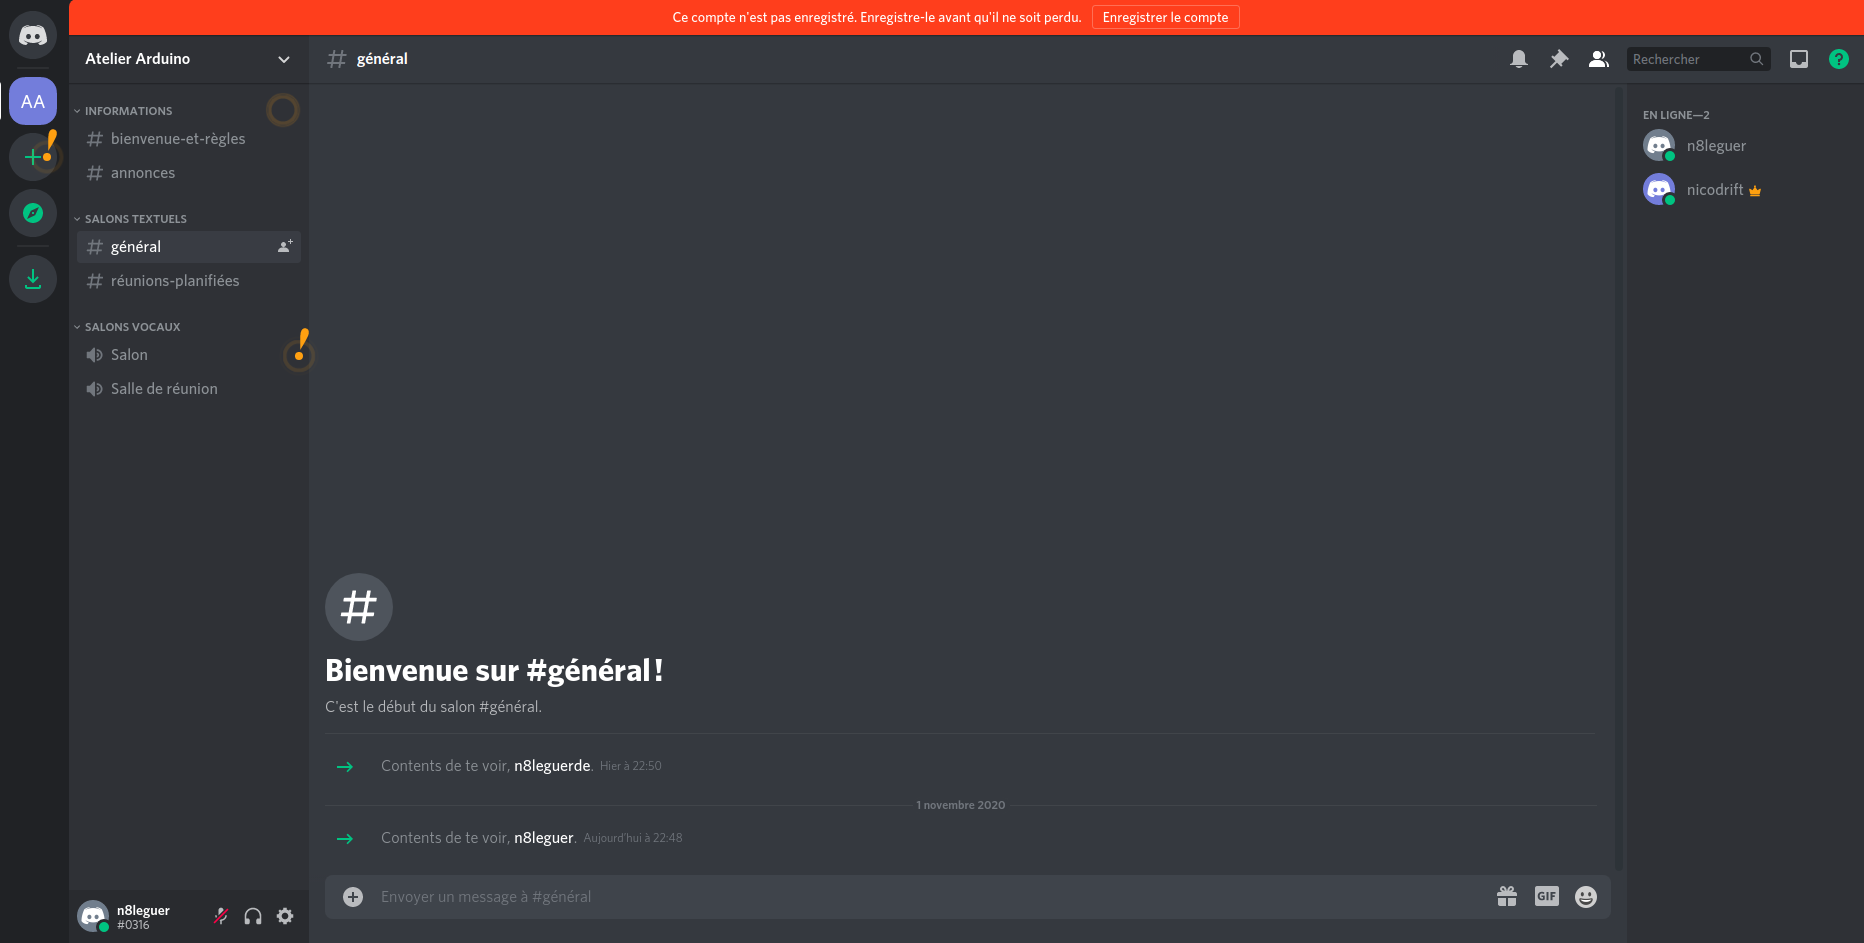 Ce compte n'est pas enregistré. Enregistre-le avant qu'il ne soit perdu. Enregistrer le compte
Atelier Arduino
général
Rechercher
AA
INFORMATIONS
bienvenue-et-règles
annonces
SALONS TEXTUELS
général
réunions-planifiées
SALONS VOCAUX
Salon
Salle de réunion
n8leguer
#0316
Bienvenue sur #général !
C'est le début du salon #général.
Contents de te voir, n8leguerde. Hier à 22:50
1 novembre 2020
Contents de te voir, n8leguer. Aujourd'hui à 22:48
Envoyer un message à #général
GIF
EN LIGNE—2
n8leguer
nicodrift